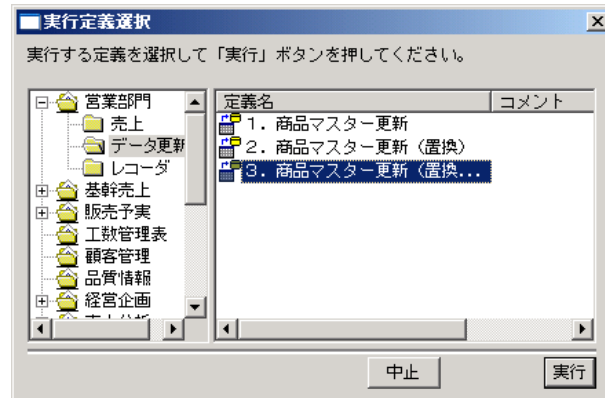 実行定義選択
実行する定義を選択して「実行」ボタンを押してください。
営業部門
売上
データ更新
レコーダ
基幹売上
販売予実
工数管理表
顧客管理
品質情報
経営企画
定義名 コメント
1. 商品マスター更新
2. 商品マスター更新（置換）
3. 商品マスター更新（置換...
中止 実行